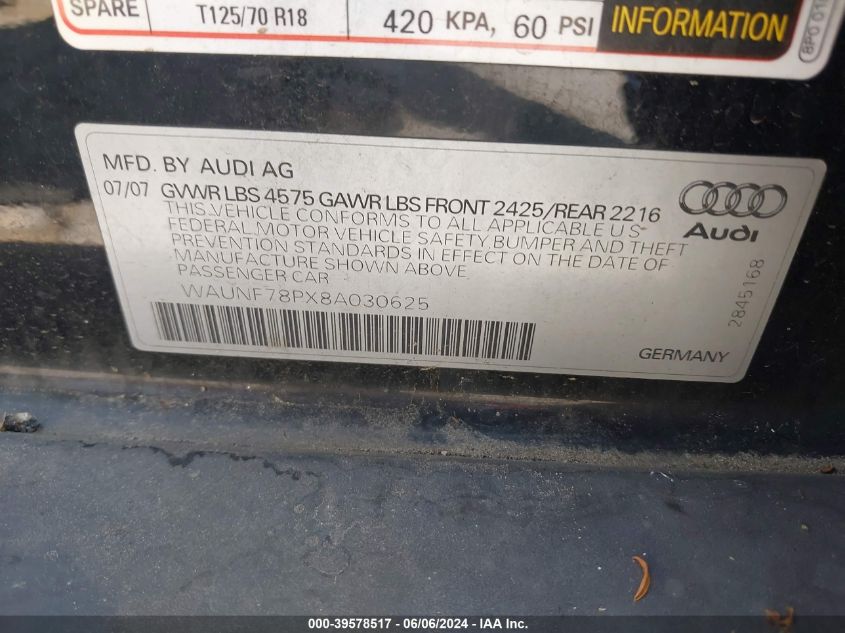 SPARE T125/70 R18 420 KPA, 60 PSI INFORMATION
MFD. BY AUDI AG
07/07 GVWR LBS 4575 GAWR LBS FRONT 2425/REAR 2216
THIS VEHICLE CONFORMS TO ALL APPLICABLE U S
FEDERAL MOTOR VEHICLE SAFETY, BUMPER AND THEFT
PREVENTION STANDARDS IN EFFECT ON THE DATE OF
MANUFACTURE SHOWN ABOVE
PASSENGER CAR
WAUNF78PX8A030625
Audi
2845168
GERMANY
000-39578517 - 06/06/2024 - IAA Inc.